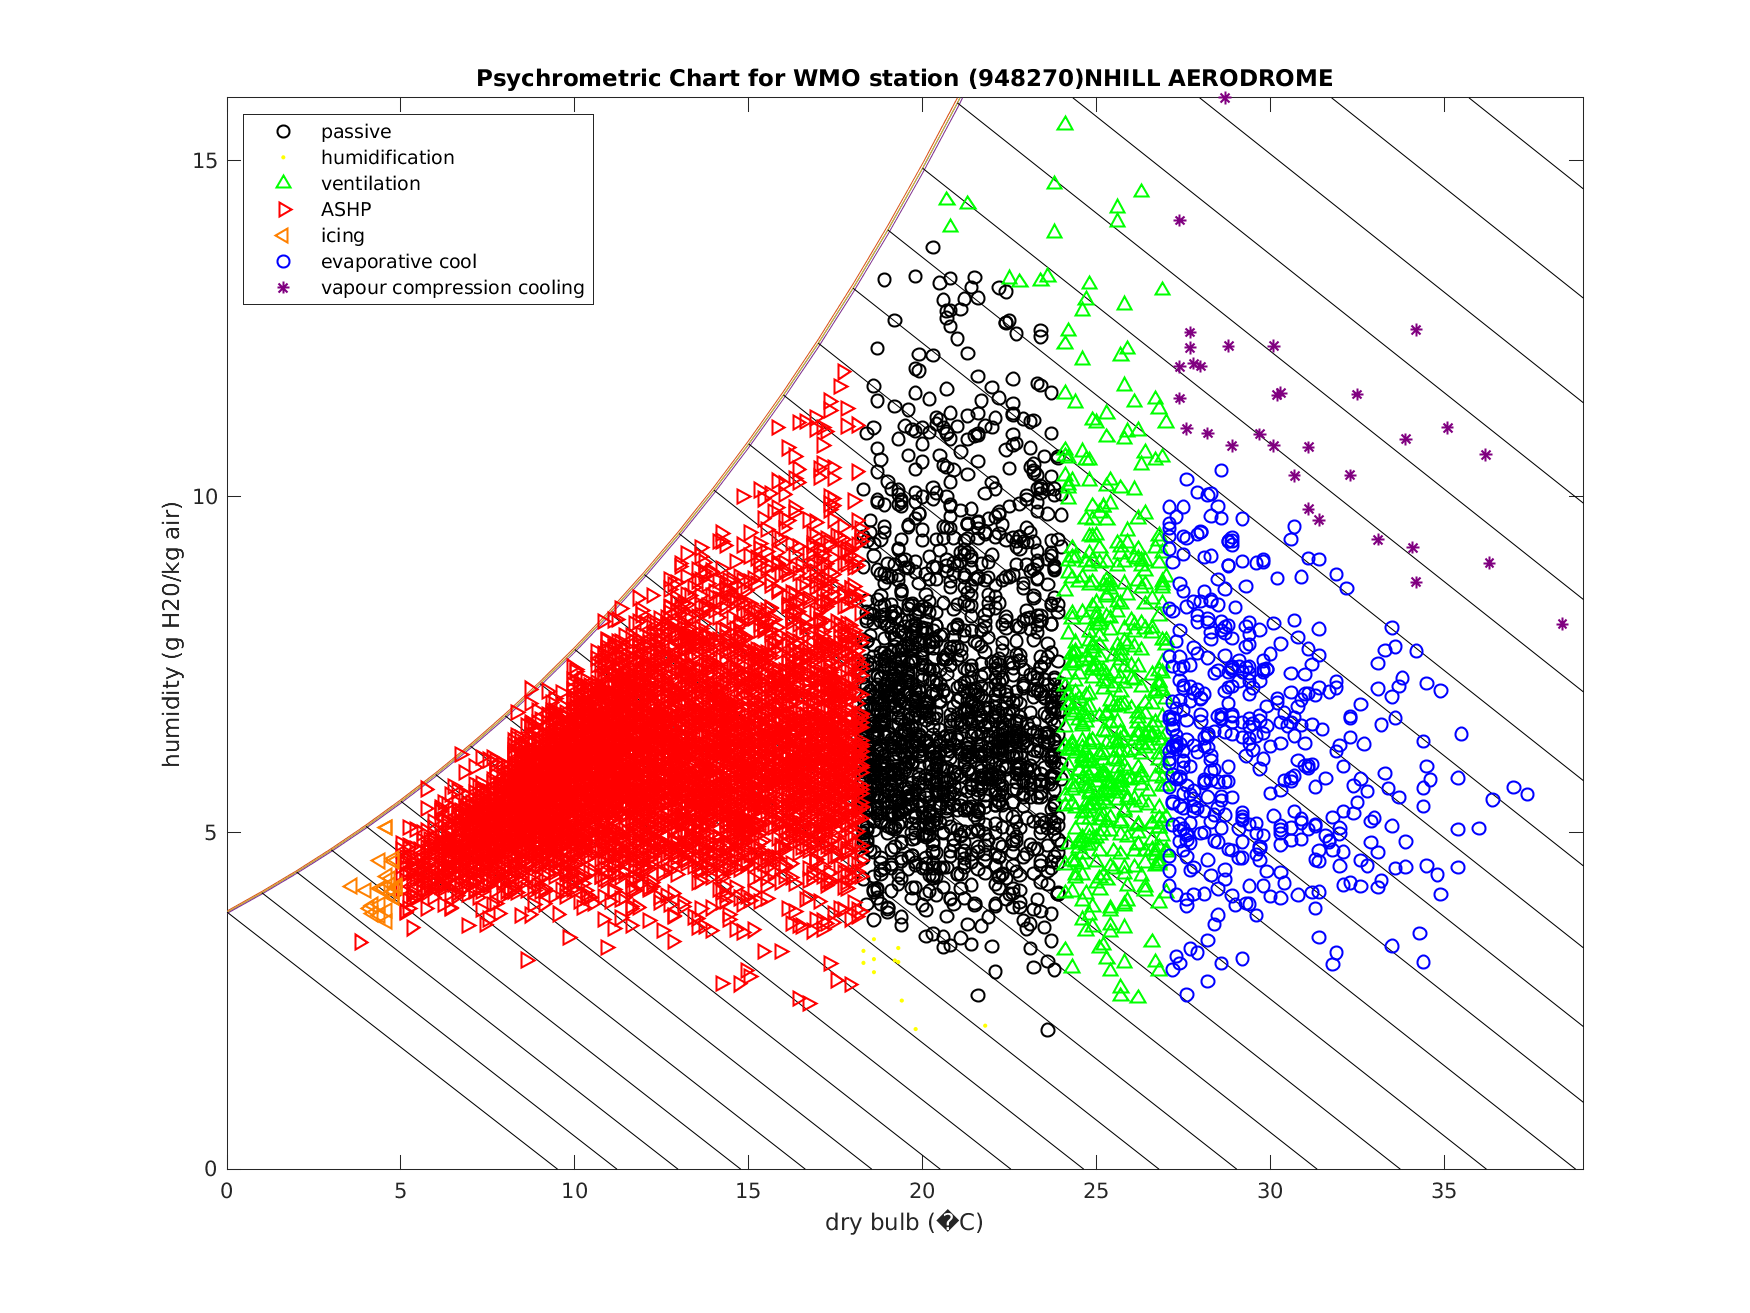 Psychrometric Chart for WMO station (948270)NHILL AERODROME
passive
humidification
ventilation
ASHP
icing
evaporative cool
vapour compression cooling
humidity (g H20/kg air)
15
10
5
0
0 5 10 15 20 25 30 35
dry bulb (�C)